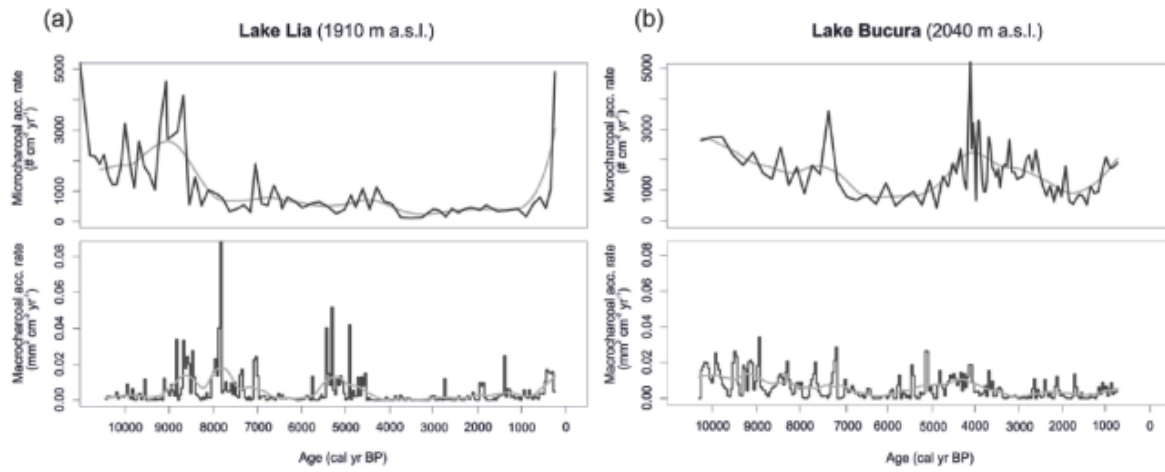 (a)
Lake Lia (1910 m a.s.l.)
Microcharcoal acc. rate
(# cm⁻² yr⁻¹)
5000
3000
1000
0
Macrocharcoal acc. rate
(mm² cm⁻² yr⁻¹)
0.08
0.06
0.04
0.02
0.00
10000 9000 8000 7000 6000 5000 4000 3000 2000 1000 0
Age (cal yr BP)
(b)
Lake Bucura (2040 m a.s.l.)
Microcharcoal acc. rate
(# cm⁻² yr⁻¹)
5000
3000
1000
0
Macrocharcoal acc. rate
(mm² cm⁻² yr⁻¹)
0.08
0.06
0.04
0.02
0.00
10000 9000 8000 7000 6000 5000 4000 3000 2000 1000 0
Age (cal yr BP)